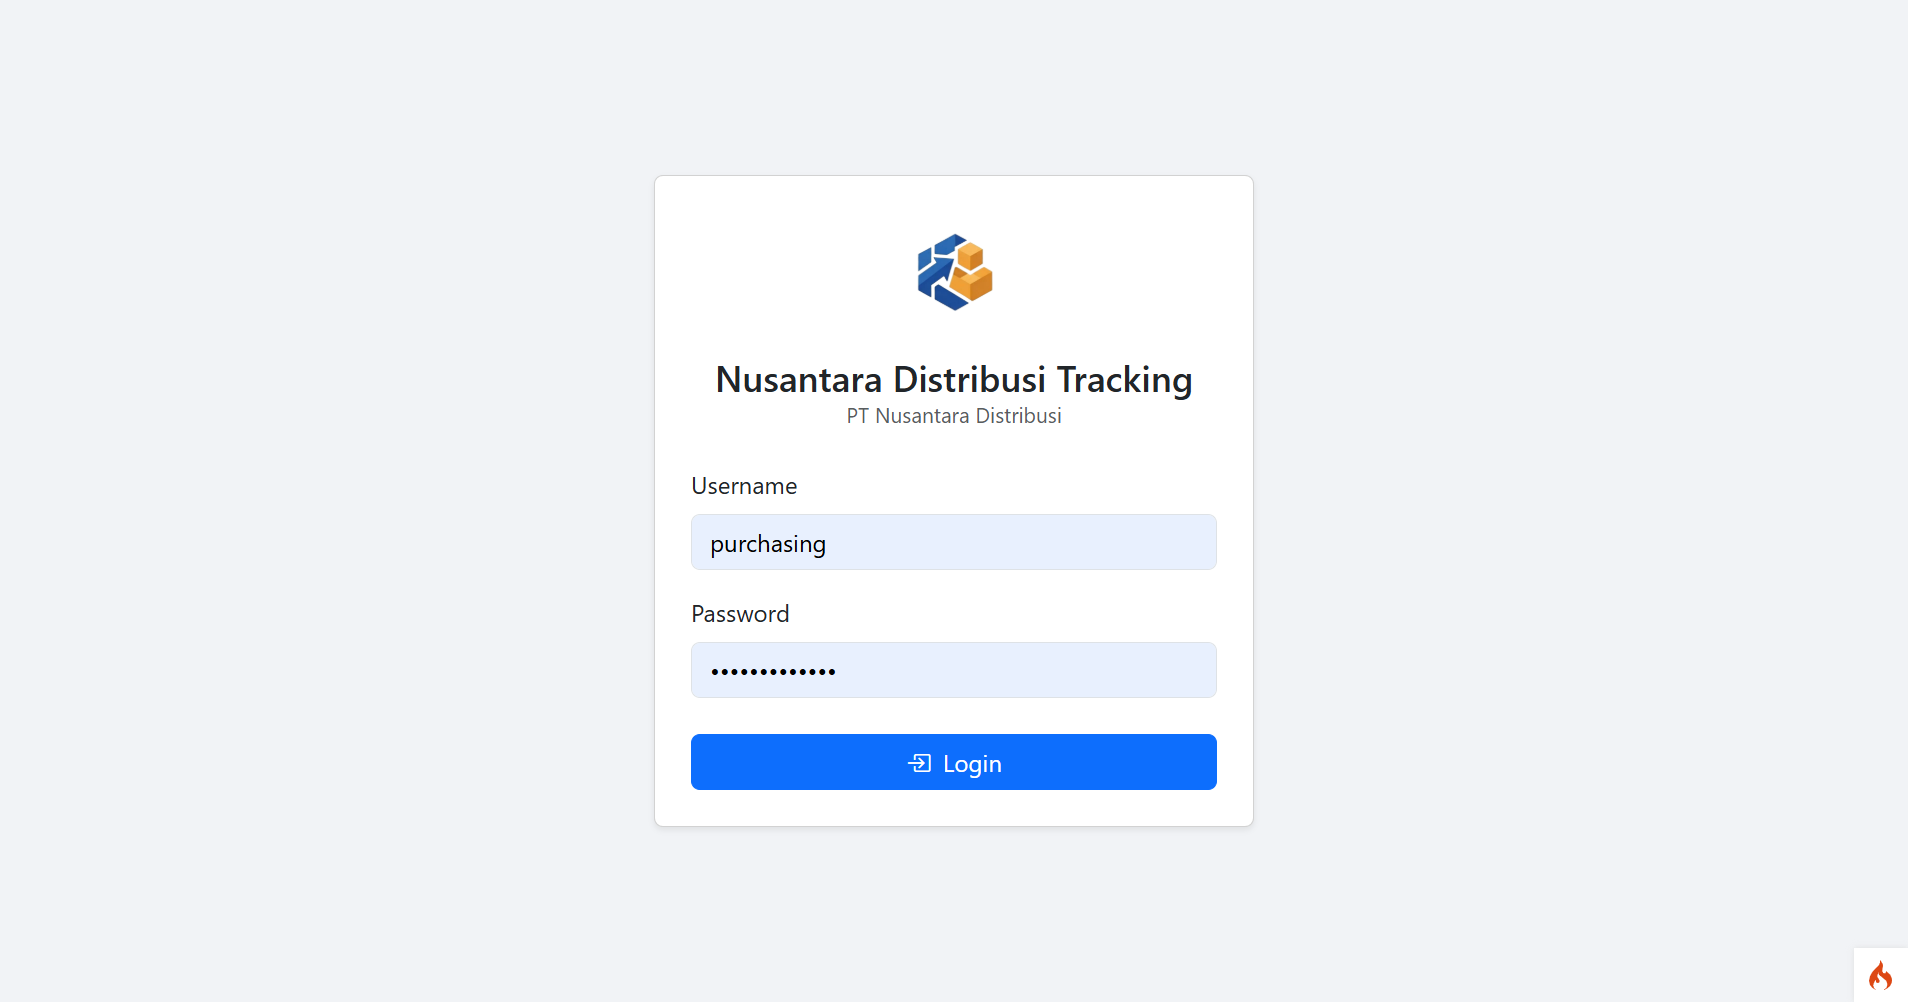 Nusantara Distribusi Tracking
PT Nusantara Distribusi
Username
purchasing
Password
•••••••••••••
Login